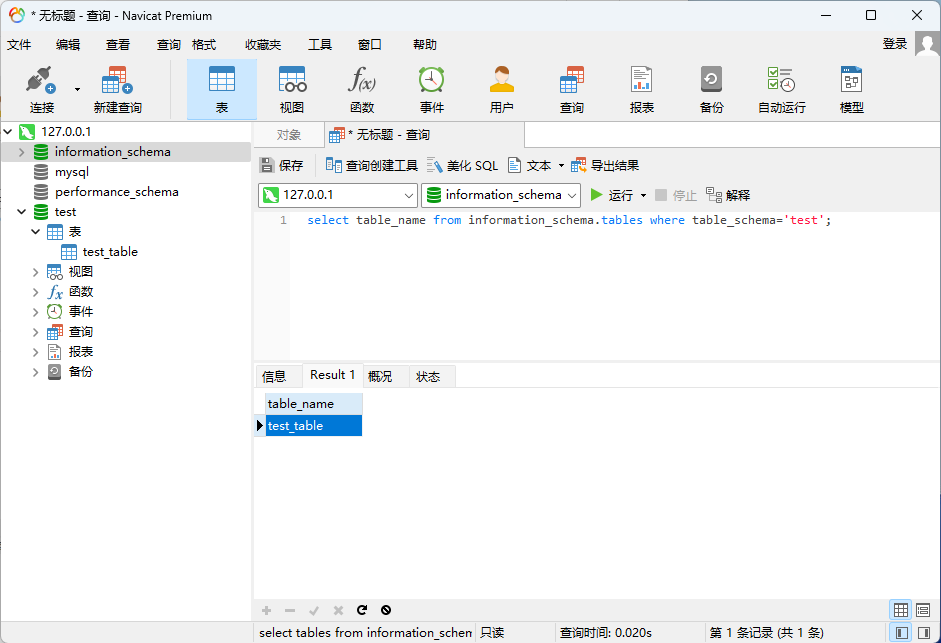 * 无标题 - 查询 - Navicat Premium
文件 编辑 查看 查询 格式 收藏夹 工具 窗口 帮助 登录
连接 新建查询 表 视图 函数 事件 用户 查询 报表 备份 自动运行 模型
127.0.0.1
information_schema
mysql
performance_schema
test
表
test_table
视图
函数
事件
查询
报表
备份
对象 * 无标题 - 查询
保存 查询创建工具 美化 SQL 文本 导出结果
127.0.0.1 information_schema 运行 停止 解释
1 select table_name from information_schema.tables where table_schema='test';
信息 Result 1 概况 状态
table_name
test_table
select tables from information_schem 只读 查询时间: 0.020s 第 1 条记录 (共 1 条)